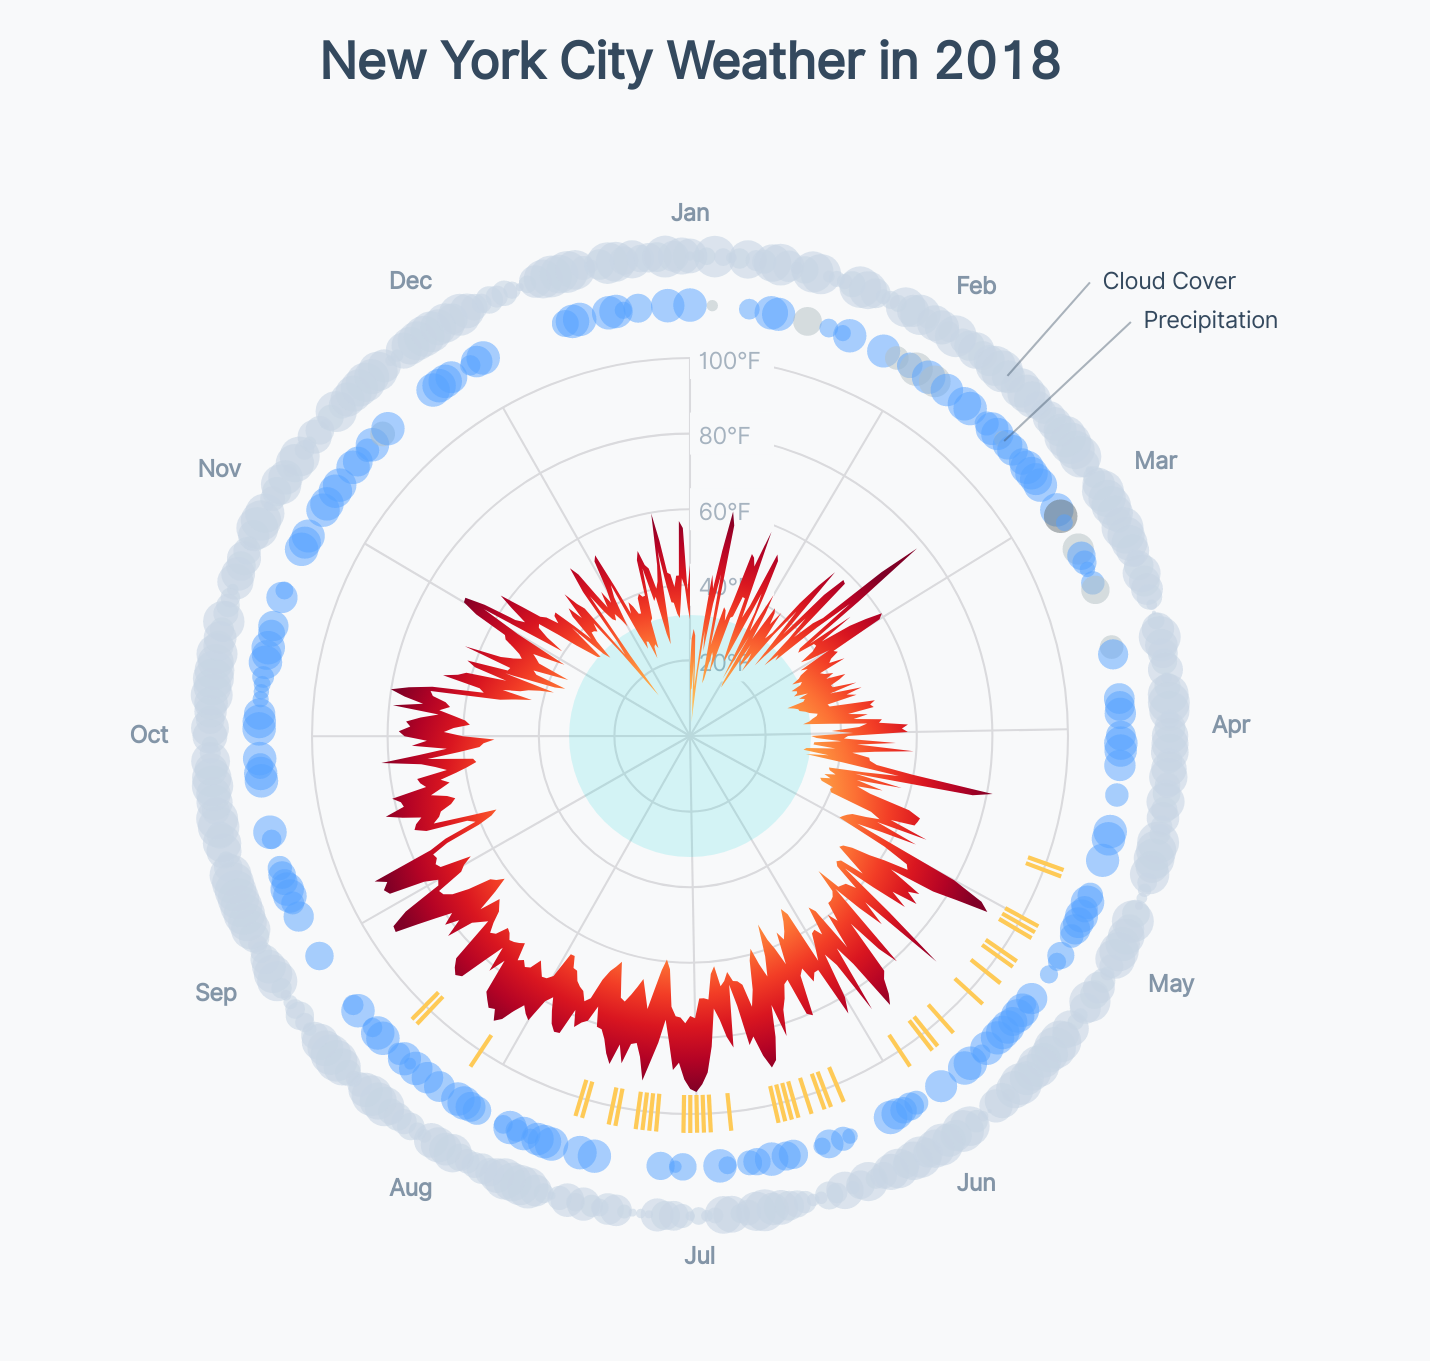 New York City Weather in 2018
Jan
Dec
Feb
Cloud Cover
Precipitation
100°F
80°F
Nov
Mar
60°F
40°F
20°F
Oct
Apr
Sep
May
Aug
Jun
Jul